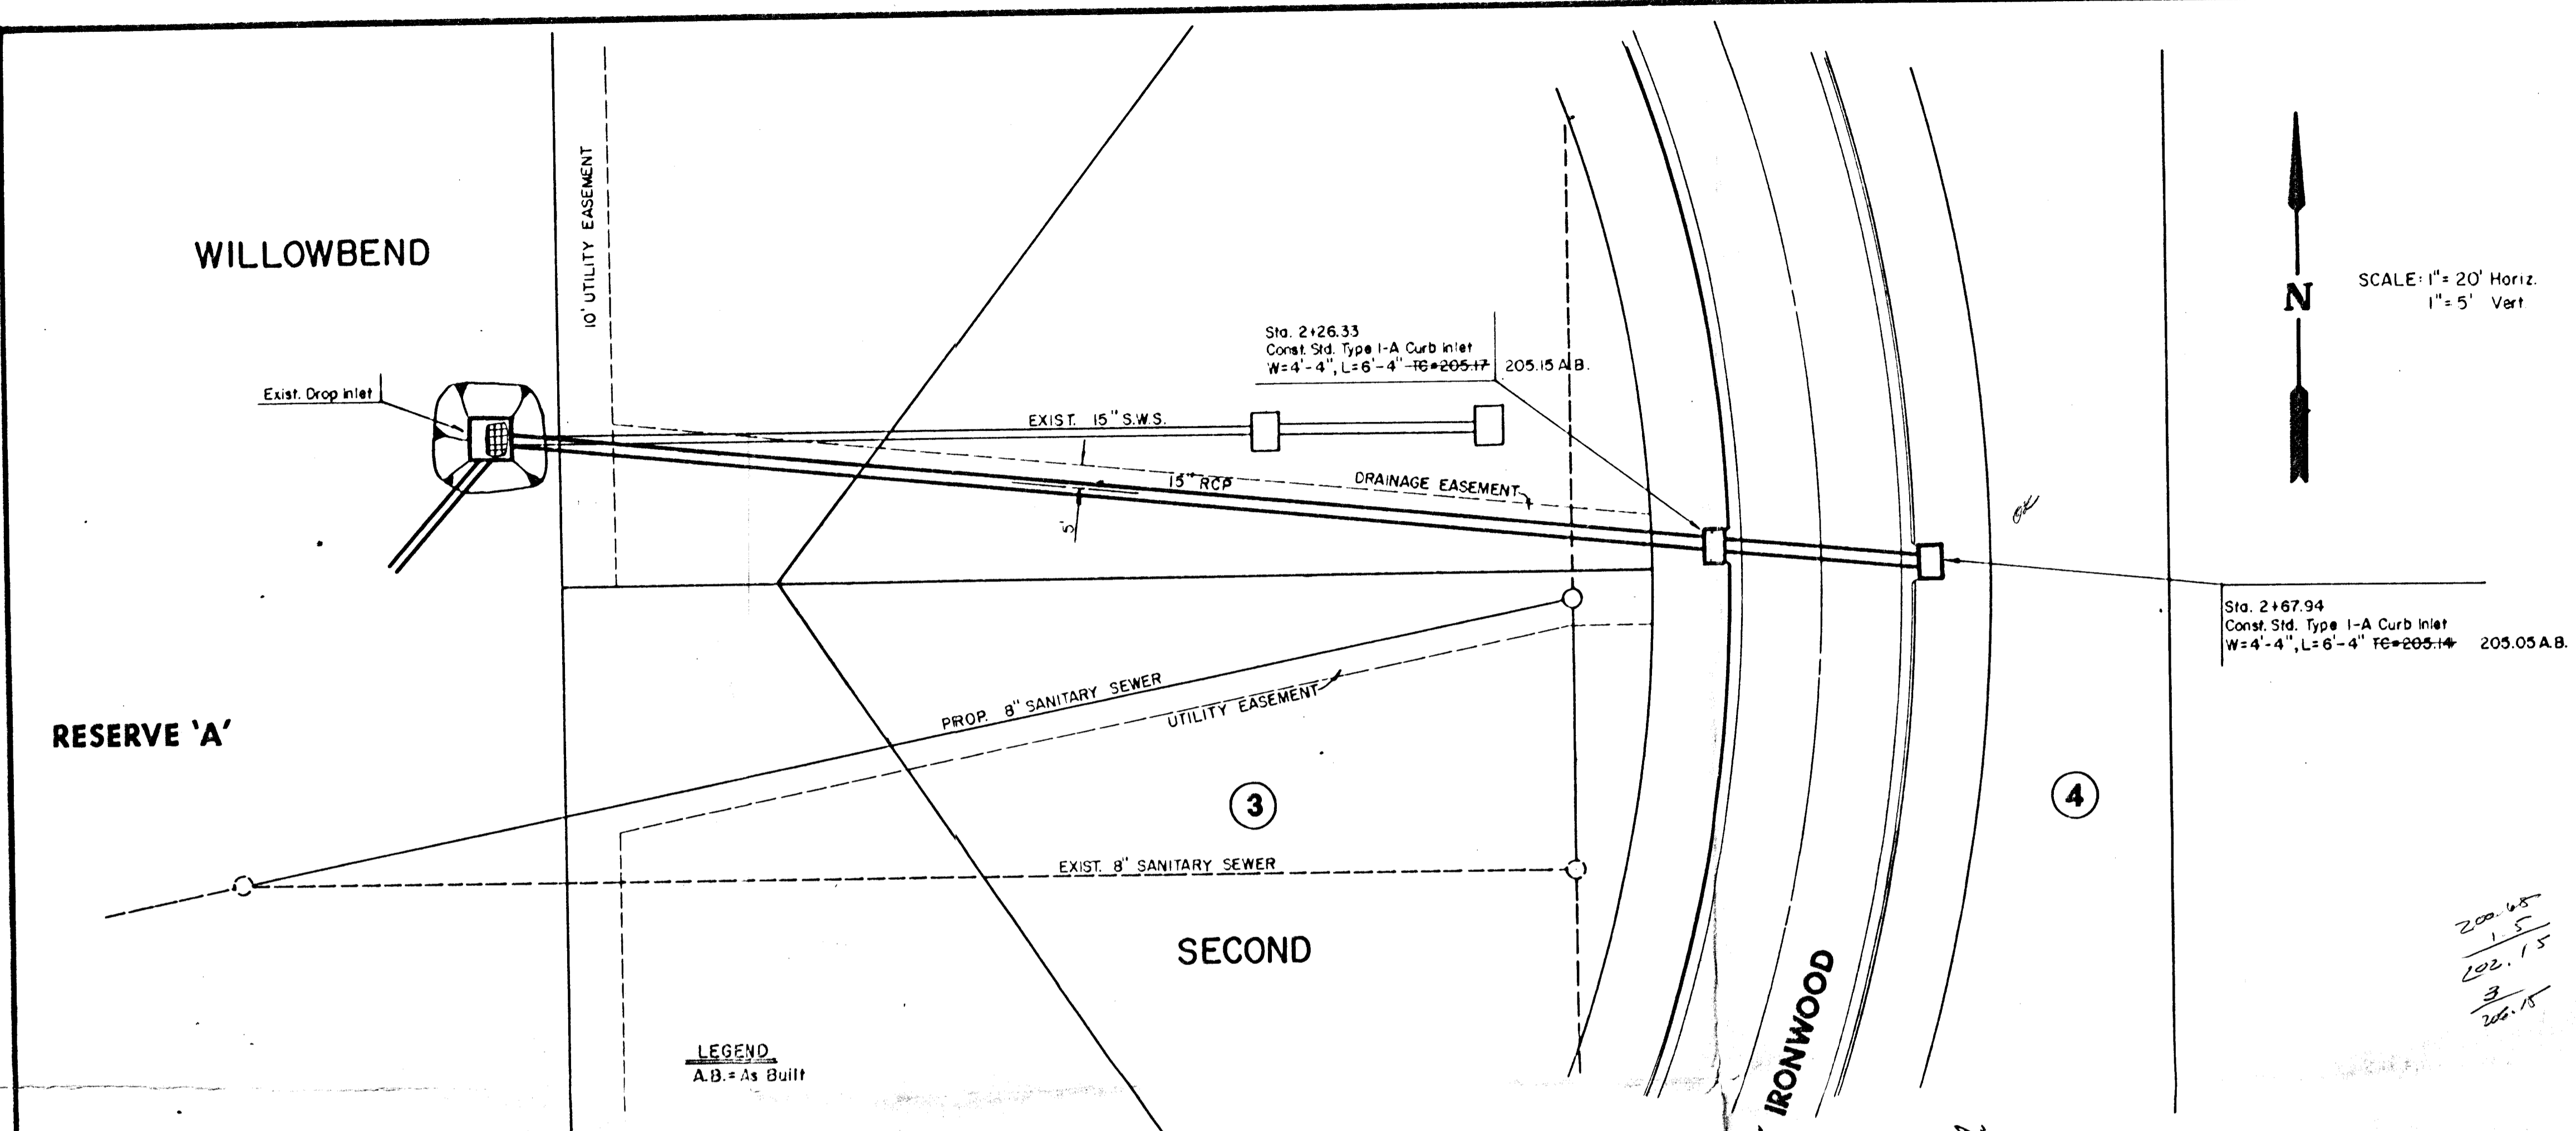 WILLOWBEND
10' UTILITY EASEMENT
Exist. Drop Inlet
EXIST. 15" S.W.S.
Sta. 2+26.33
Const. Std. Type I-A Curb Inlet
W=4'-4", L=6'-4" TC=205.17 205.15 A.B.
15" RCP
5'
DRAINAGE EASEMENT
N
SCALE: 1"= 20' Horiz.
1"= 5' Vert
OK
Sta. 2+67.94
Const. Std. Type I-A Curb Inlet
W=4'-4", L=6'-4" TC=205.14 205.05 A.B.
RESERVE 'A'
PROP. 8" SANITARY SEWER
UTILITY EASEMENT
3
4
EXIST. 8" SANITARY SEWER
SECOND
IRONWOOD
200.65
1.5
202.15
3
LEGEND
A.B.= As Built